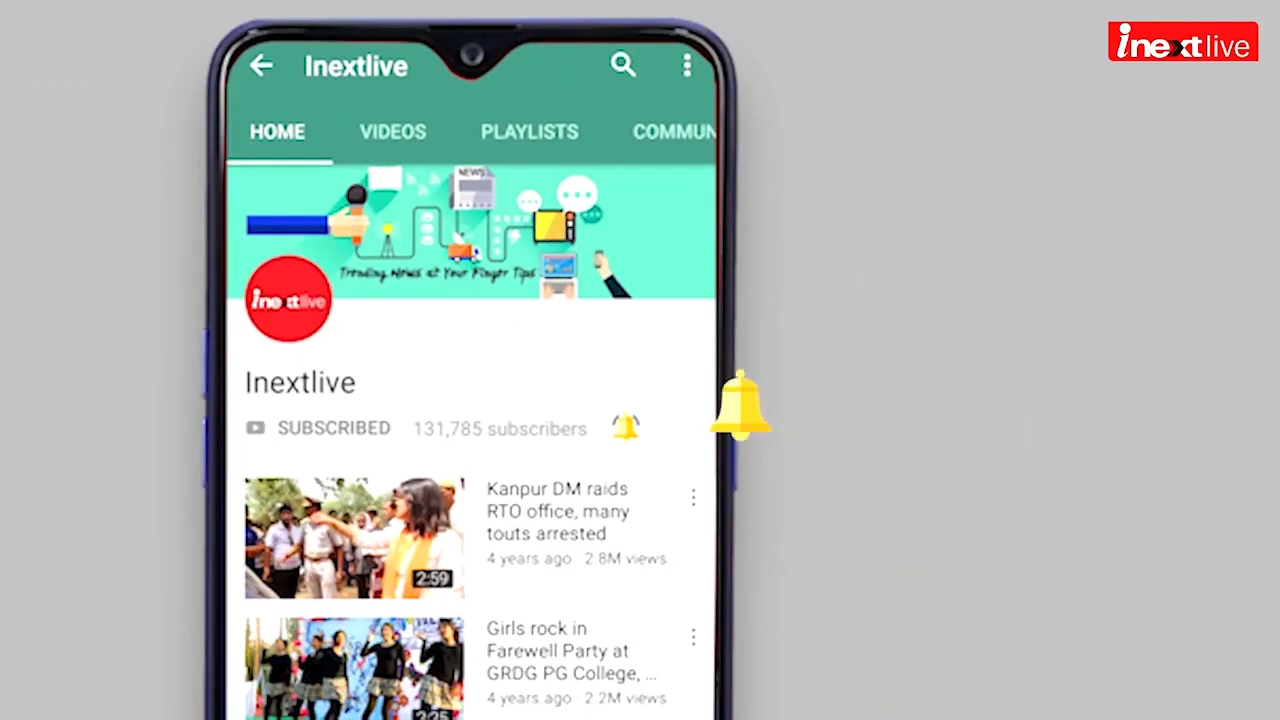 inextlive
Inextlive
HOME VIDEOS PLAYLISTS COMMUN
NEWS
Trending News at Your Finger Tips
inextlive
Inextlive
SUBSCRIBED 131,785 subscribers
Kanpur DM raids
RTO office, many
touts arrested
4 years ago · 2.8M views
2:59
Girls rock in
Farewell Party at
GRDG PG College, ...
4 years ago · 2.2M views